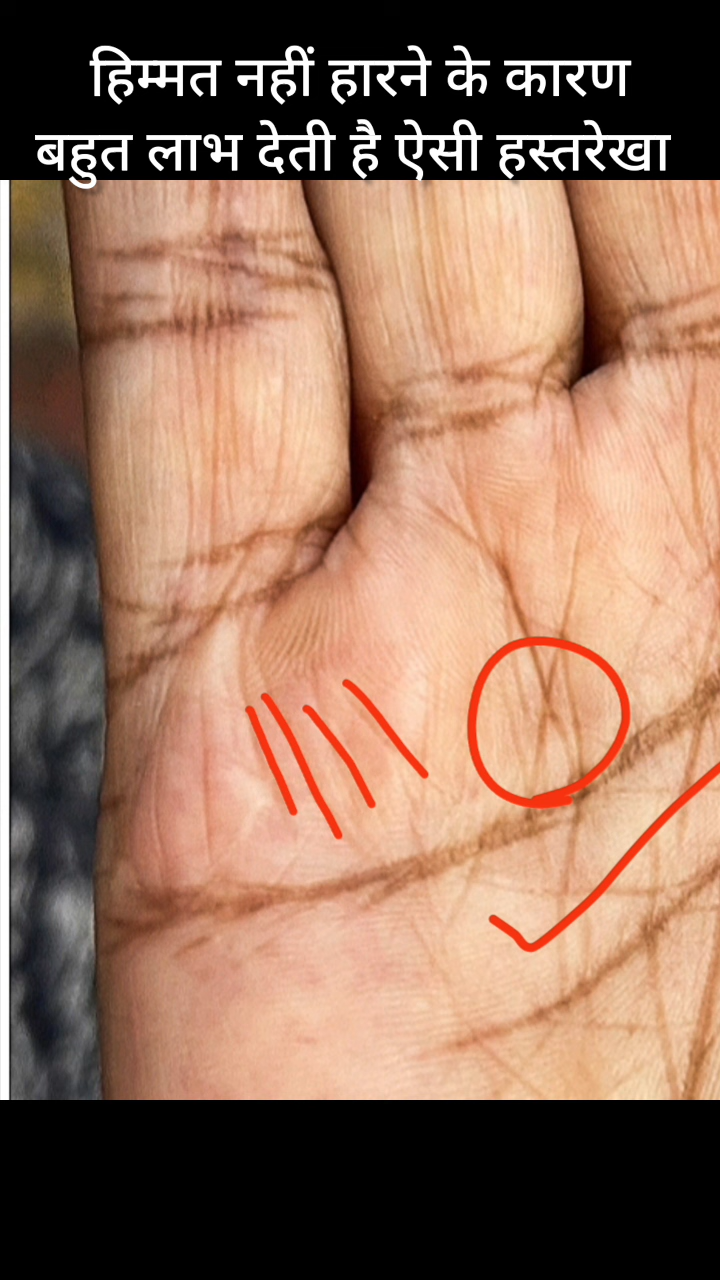 हिम्मत नहीं हारने के कारण
बहुत लाभ देती है ऐसी हस्तरेखा